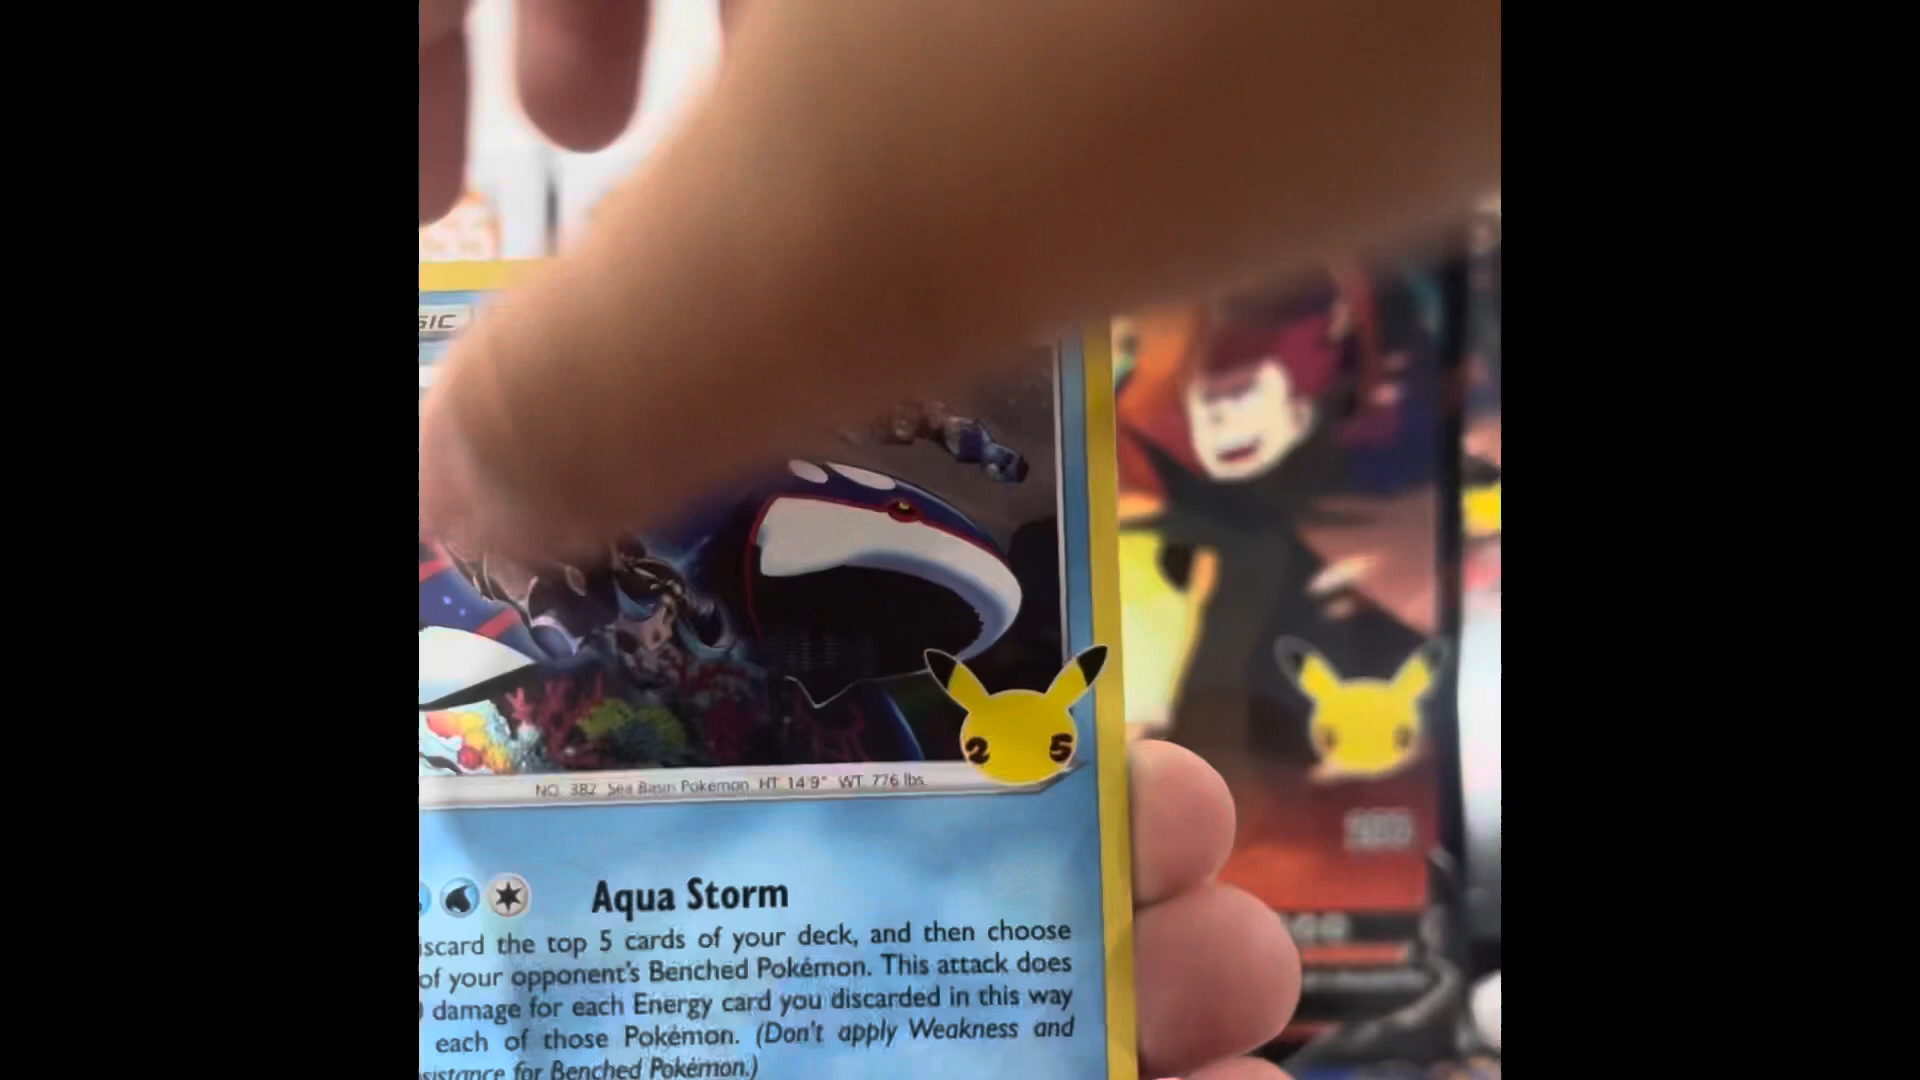 SIC
2 5
NO. 382 Sea Basin Pokémon HT 14'9" WT 776 lbs.
Aqua Storm
iscard the top 5 cards of your deck, and then choose
of your opponent's Benched Pokémon. This attack does
damage for each Energy card you discarded in this way
each of those Pokémon. (Don't apply Weakness and
sistance for Benched Pokémon.)